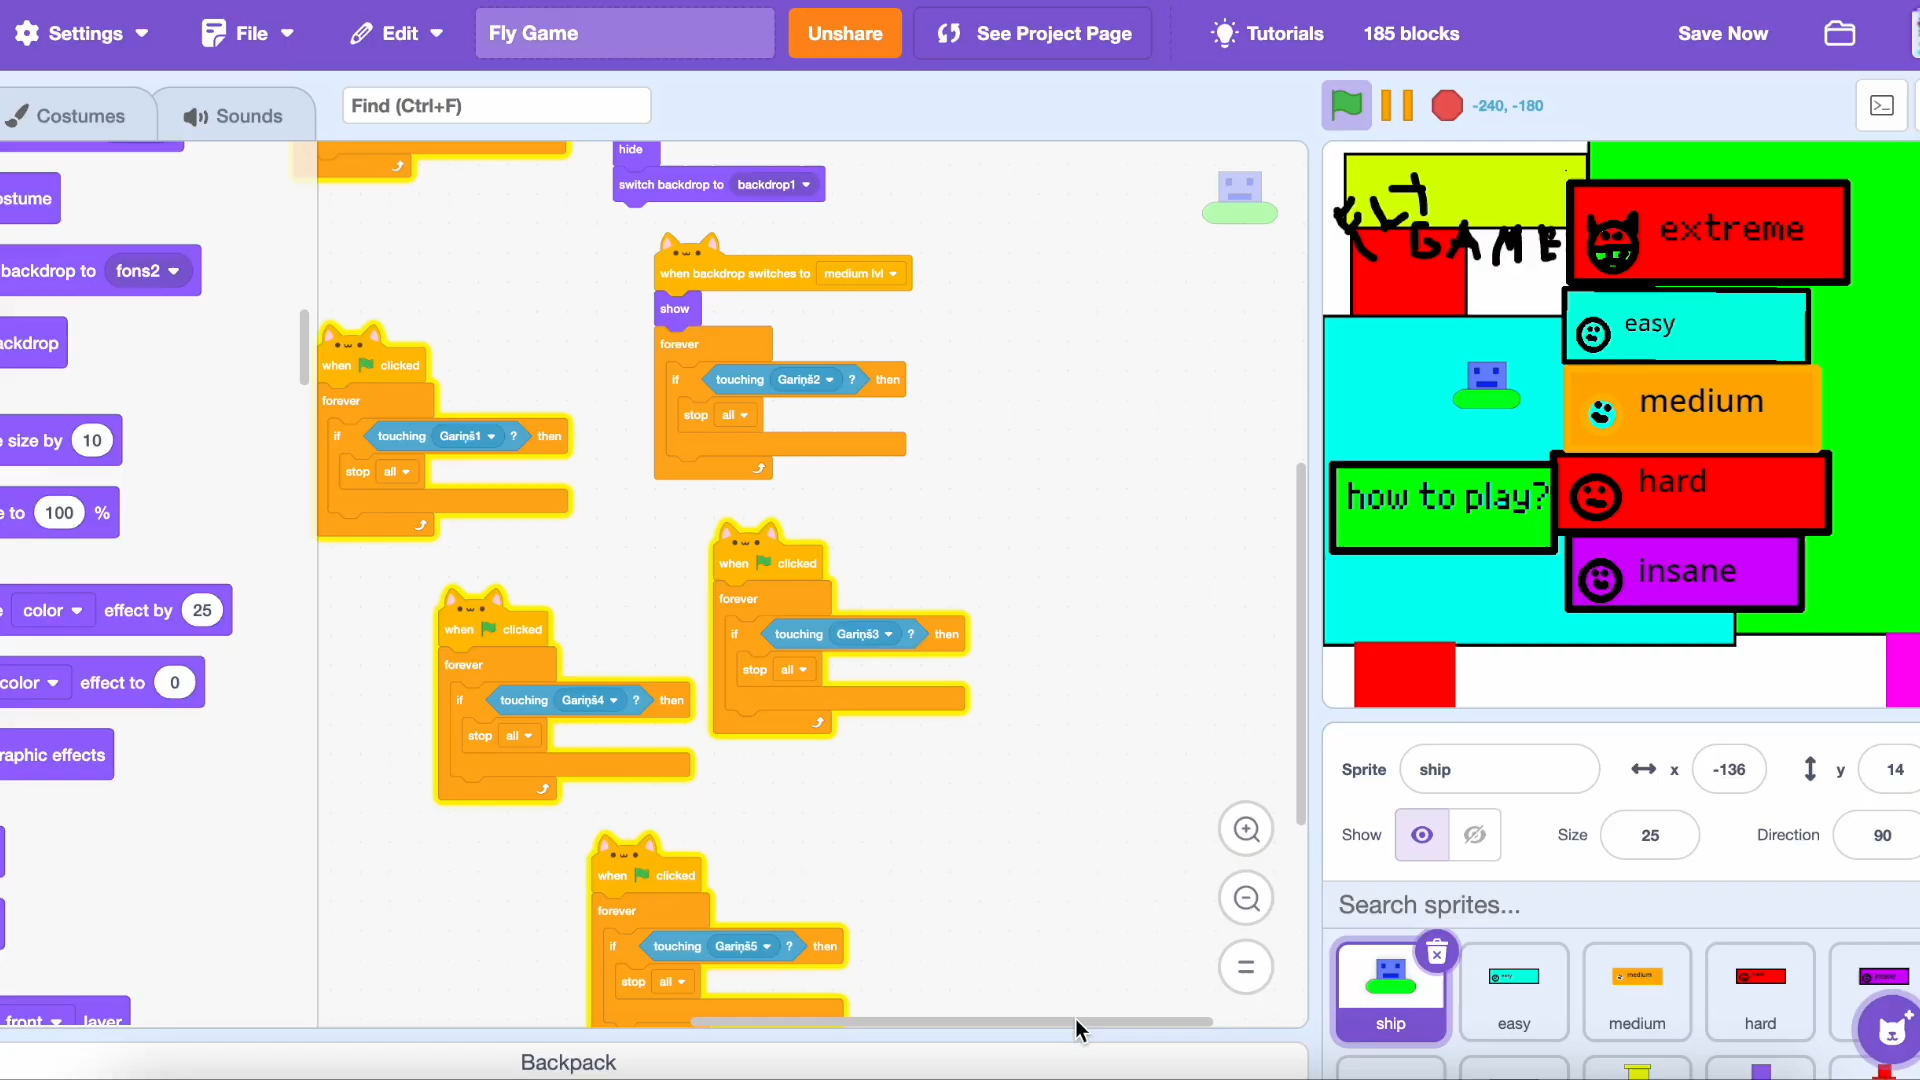 Settings File Edit Fly Game Unshare See Project Page Tutorials 185 blocks Save Now
Costumes Sounds Find (Ctrl+F) -240, -180
hide
switch backdrop to backdrop1
ostume
backdrop to fons2
ackdrop
e size by 10
e to 100 %
color effect by 25
color effect to 0
raphic effects
front layer
when clicked
forever
if touching Gariņš1 ? then
stop all
when backdrop switches to medium lvl
show
forever
if touching Gariņš2 ? then
stop all
when clicked
forever
if touching Gariņš3 ? then
stop all
when clicked
forever
if touching Gariņš4 ? then
stop all
when clicked
forever
if touching Gariņš5 ? then
stop all
Backpack
GAME
extreme
easy
medium
hard
insane
how to play?
Sprite ship x -136 y 14
Show Size 25 Direction 90
Search sprites...
ship easy medium hard